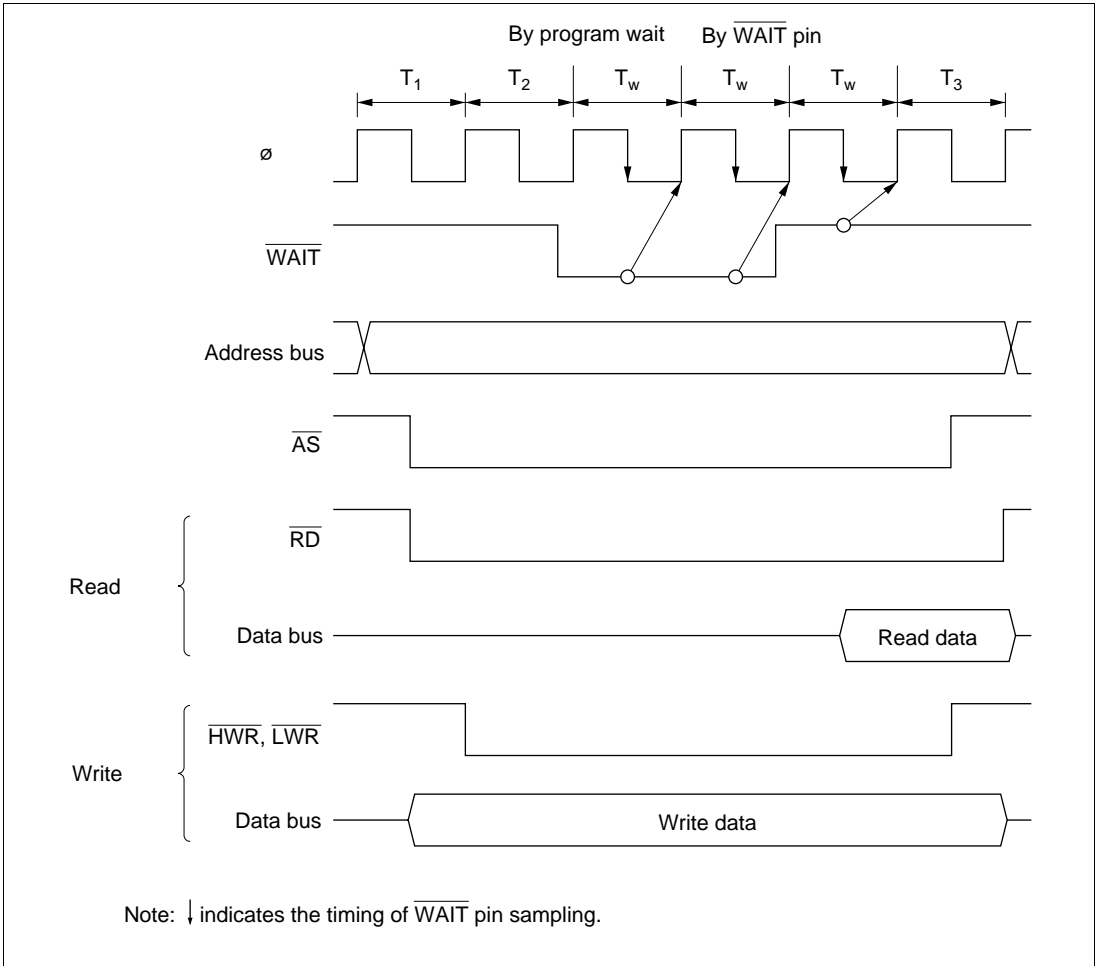 By program wait By WAIT pin
T1 T2 Tw Tw Tw T3
ø
WAIT
Address bus
AS
RD
Read
Data bus Read data
HWR, LWR
Write
Data bus Write data
Note: ↓ indicates the timing of WAIT pin sampling.